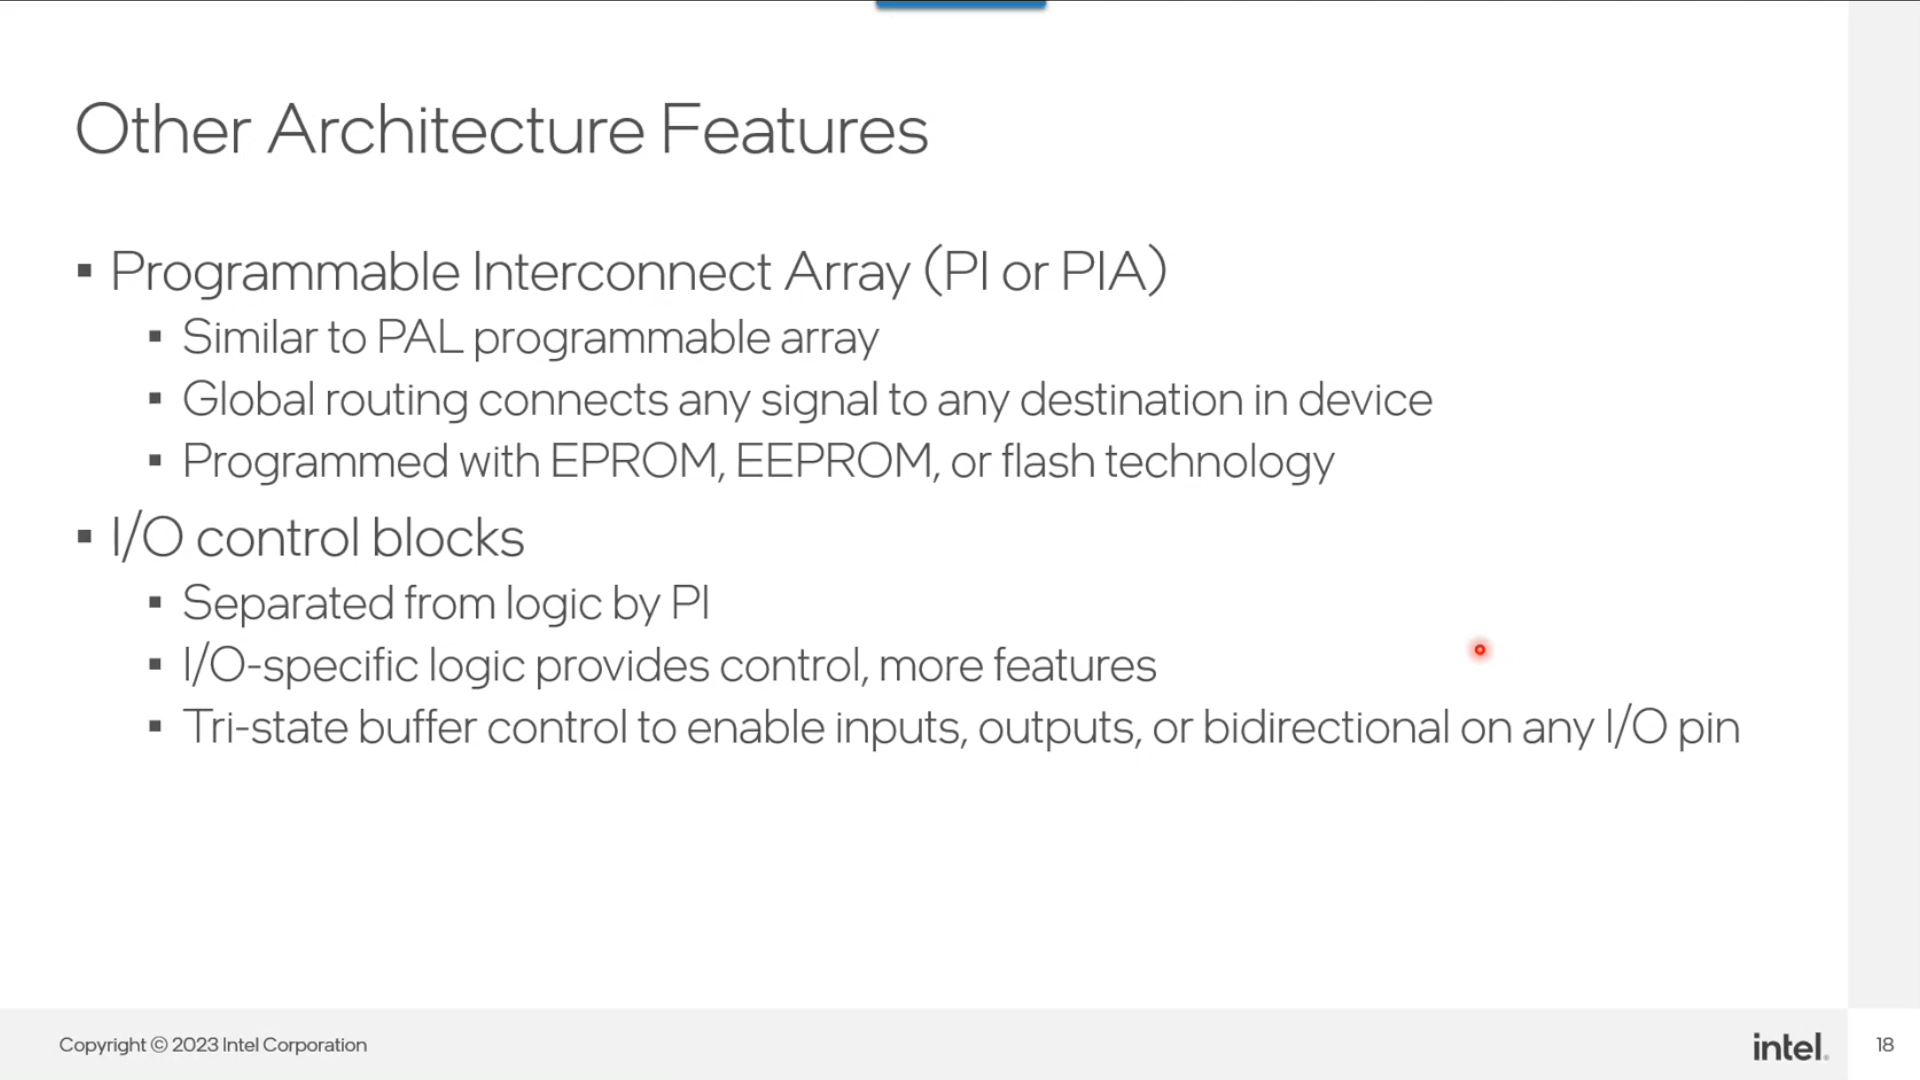 Other Architecture Features
▪ Programmable Interconnect Array (PI or PIA)
▪ Similar to PAL programmable array
▪ Global routing connects any signal to any destination in device
▪ Programmed with EPROM, EEPROM, or flash technology
▪ I/O control blocks
▪ Separated from logic by PI
▪ I/O-specific logic provides control, more features
▪ Tri-state buffer control to enable inputs, outputs, or bidirectional on any I/O pin
Copyright © 2023 Intel Corporation
intel.
18